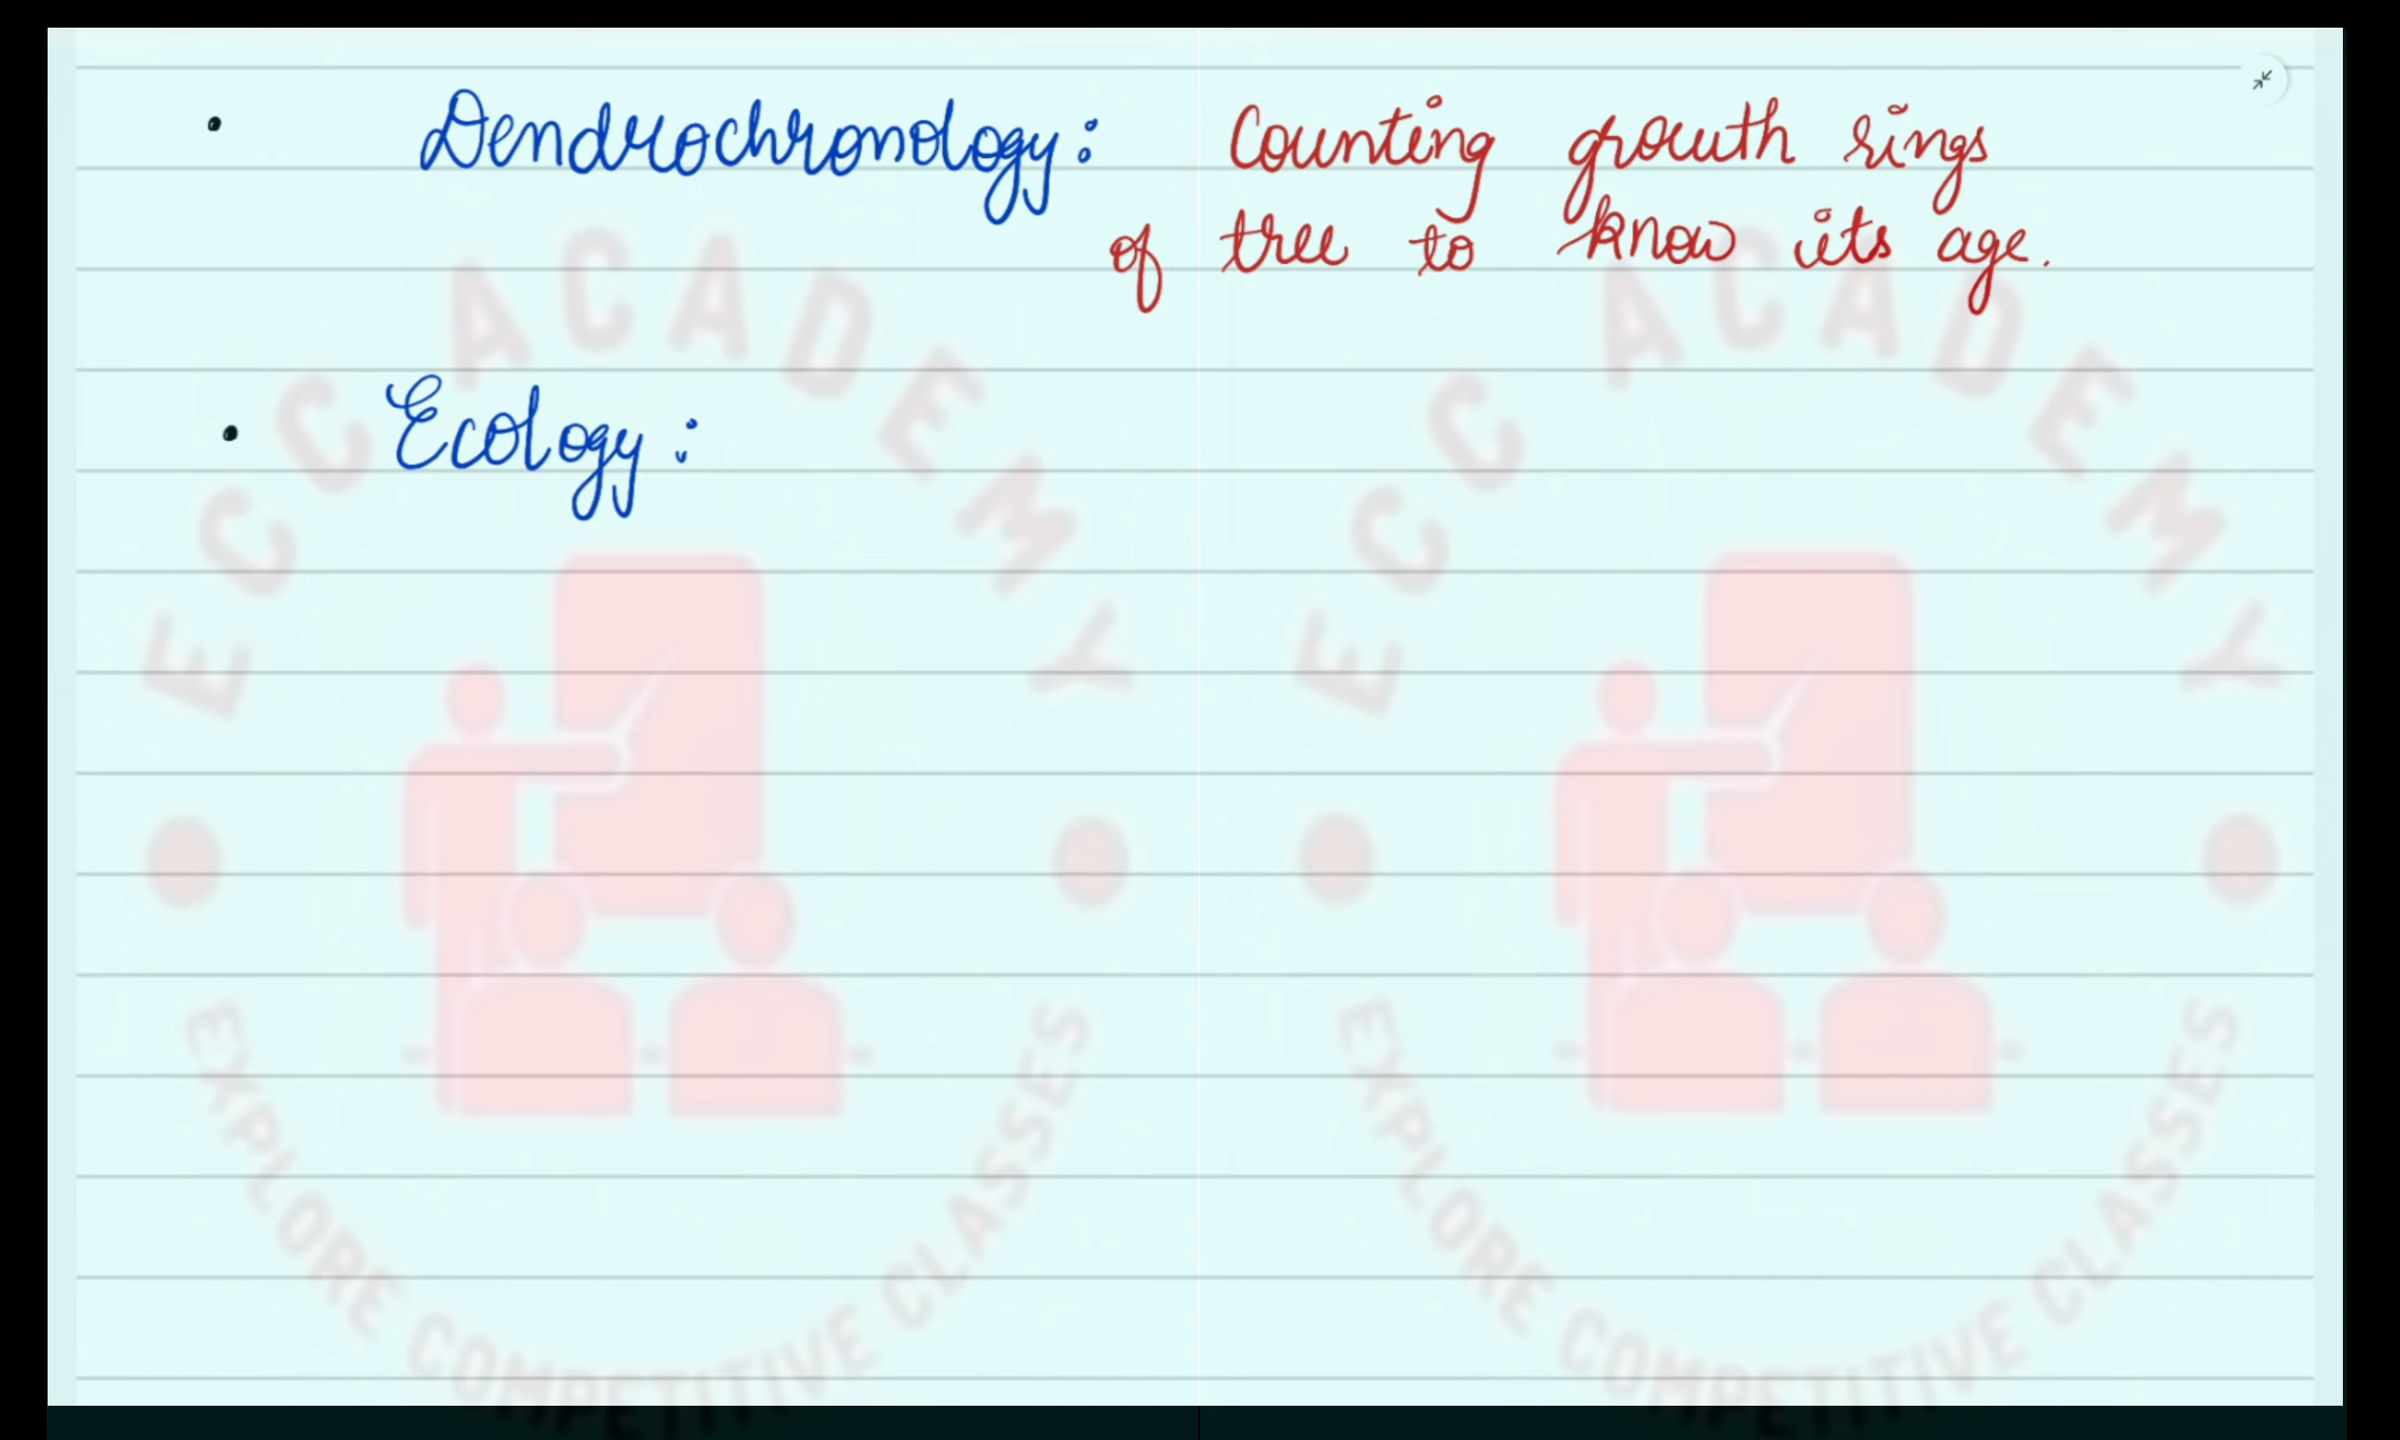 • Dendrochronology: Counting growth rings
of tree to know its age.
• Ecology:
ECC ACADEMY ECC ACADEMY
EXPLORE COMPETITIVE CLASSES EXPLORE COMPETITIVE CLASSES